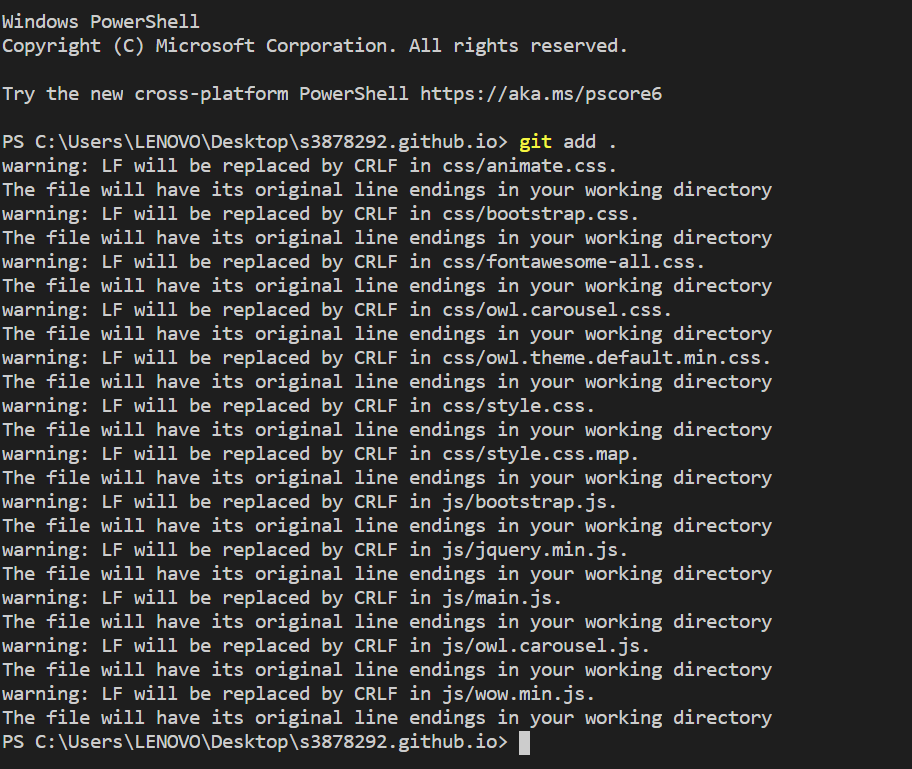 Windows PowerShell
Copyright (C) Microsoft Corporation. All rights reserved.
Try the new cross-platform PowerShell https://aka.ms/pscore6
PS C:\Users\LENOVO\Desktop\s3878292.github.io> git add .
warning: LF will be replaced by CRLF in css/animate.css.
The file will have its original line endings in your working directory
warning: LF will be replaced by CRLF in css/bootstrap.css.
The file will have its original line endings in your working directory
warning: LF will be replaced by CRLF in css/fontawesome-all.css.
The file will have its original line endings in your working directory
warning: LF will be replaced by CRLF in css/owl.carousel.css.
The file will have its original line endings in your working directory
warning: LF will be replaced by CRLF in css/owl.theme.default.min.css.
The file will have its original line endings in your working directory
warning: LF will be replaced by CRLF in css/style.css.
The file will have its original line endings in your working directory
warning: LF will be replaced by CRLF in css/style.css.map.
The file will have its original line endings in your working directory
warning: LF will be replaced by CRLF in js/bootstrap.js.
The file will have its original line endings in your working directory
warning: LF will be replaced by CRLF in js/jquery.min.js.
The file will have its original line endings in your working directory
warning: LF will be replaced by CRLF in js/main.js.
The file will have its original line endings in your working directory
warning: LF will be replaced by CRLF in js/owl.carousel.js.
The file will have its original line endings in your working directory
warning: LF will be replaced by CRLF in js/wow.min.js.
The file will have its original line endings in your working directory
PS C:\Users\LENOVO\Desktop\s3878292.github.io>